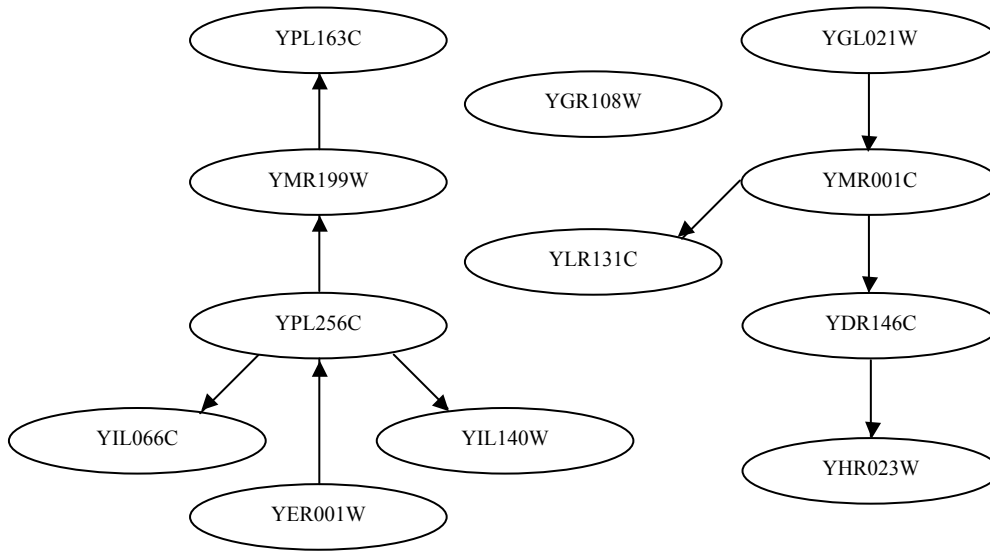 YPL163C
YGL021W
YGR108W
YMR199W
YMR001C
YLR131C
YPL256C
YDR146C
YIL066C
YIL140W
YHR023W
YER001W